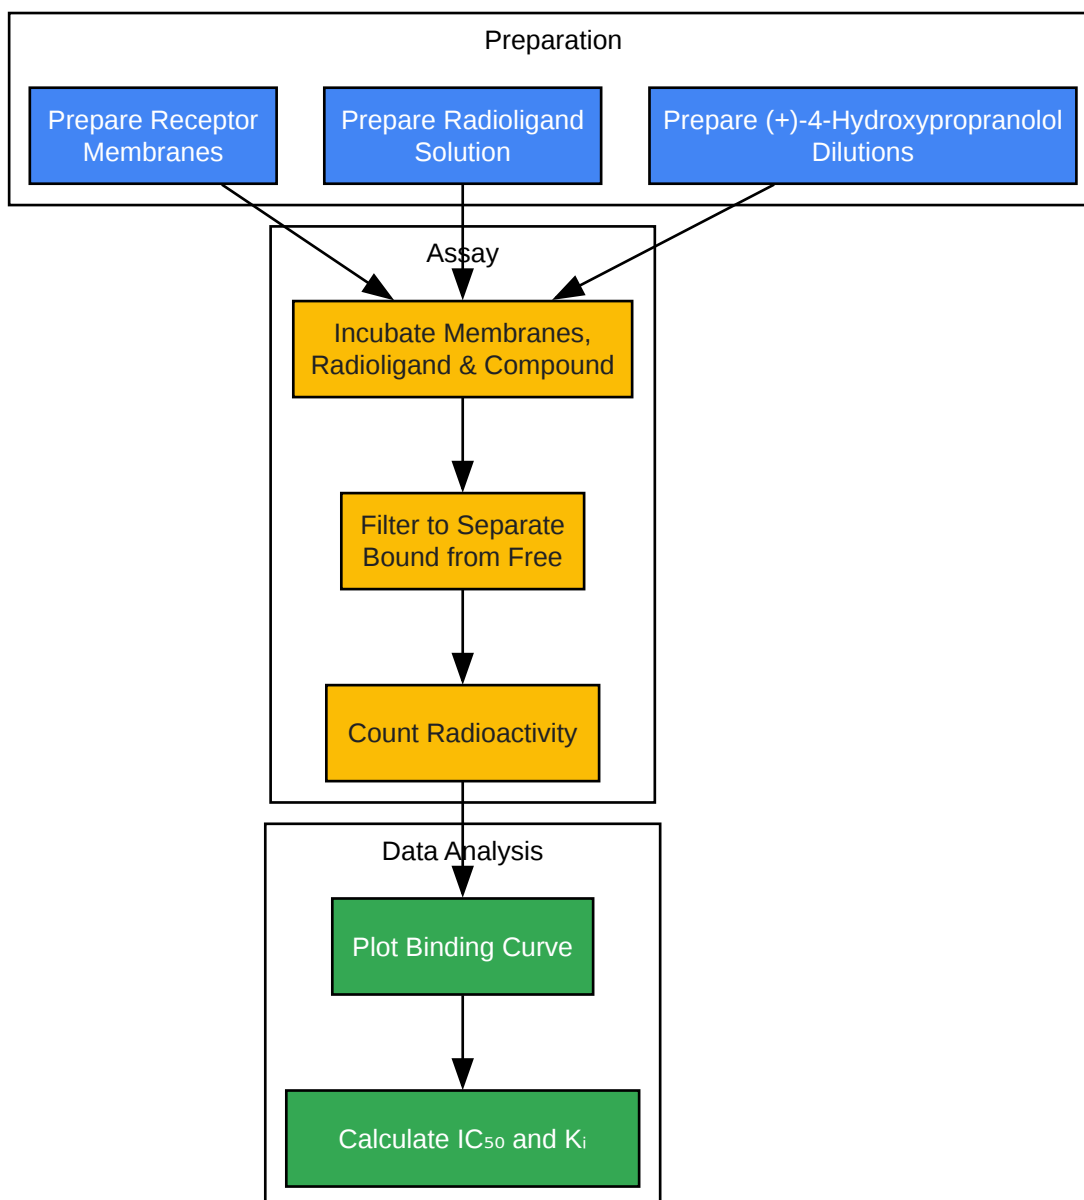 Preparation
Prepare Receptor
Membranes
Prepare Radioligand
Solution
Prepare (+)-4-Hydroxypropranolol
Dilutions
Assay
Incubate Membranes,
Radioligand & Compound
Filter to Separate
Bound from Free
Count Radioactivity
Data Analysis
Plot Binding Curve
Calculate IC₅₀ and Kᵢ